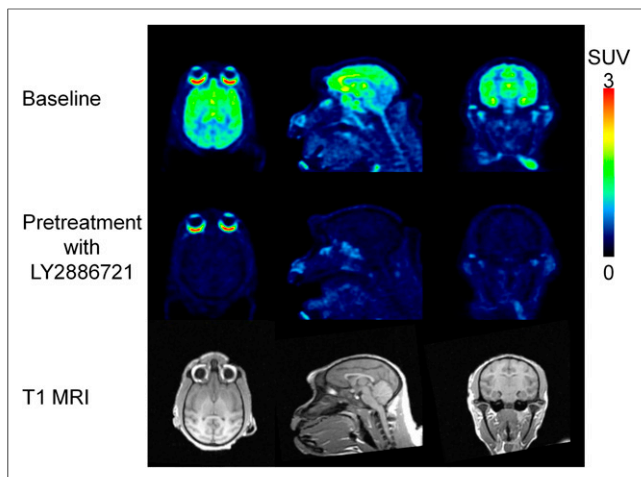 Baseline
SUV
3
Pretreatment
with
LY2886721
0
T1 MRI